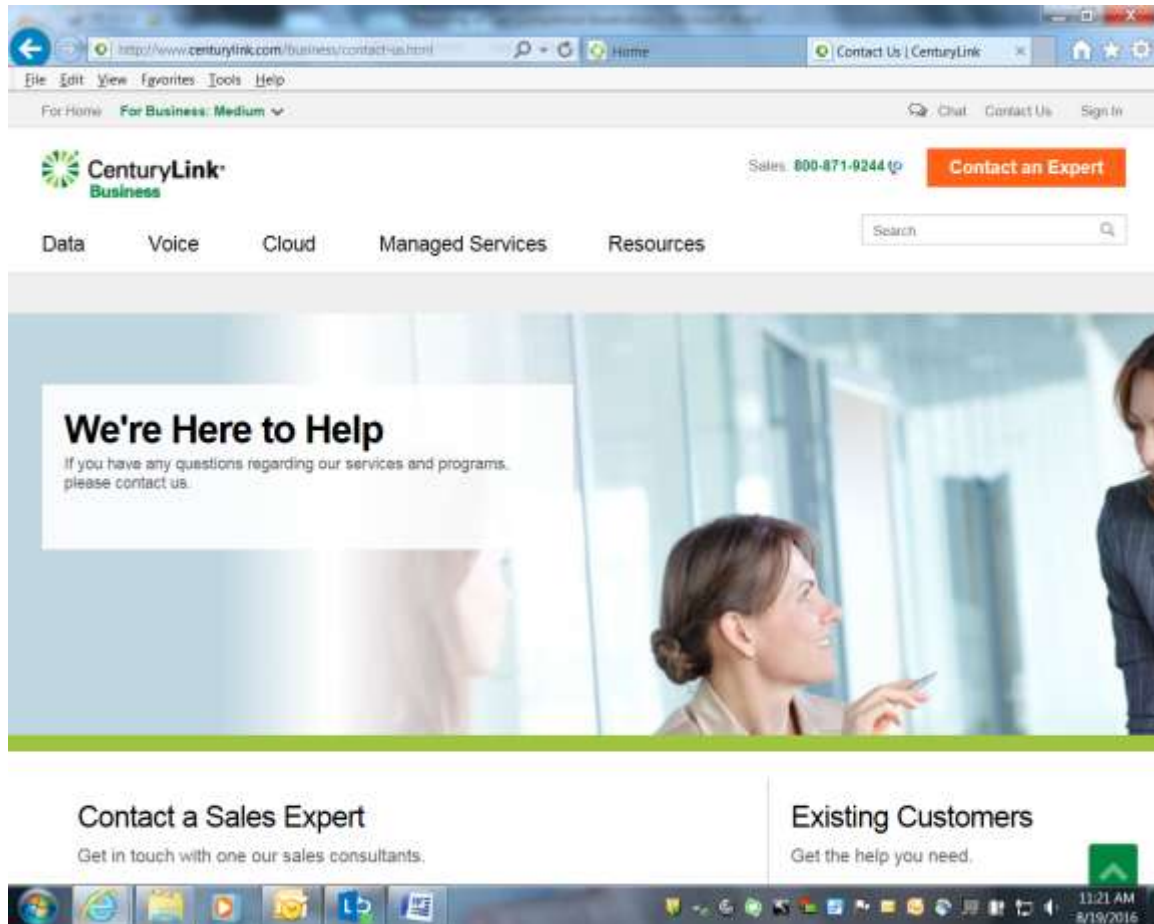 http://www.centurylink.com/business/contact-us.html
Home
Contact Us | CenturyLink
File Edit View Favorites Tools Help
For Home For Business: Medium Chat Contact Us Sign In
CenturyLink
Business
Sales: 800-871-9244
Contact an Expert
Data Voice Cloud Managed Services Resources
Search
We're Here to Help
If you have any questions regarding our services and programs,
please contact us.
Contact a Sales Expert
Get in touch with one our sales consultants.
Existing Customers
Get the help you need.
11:21 AM
8/19/2016